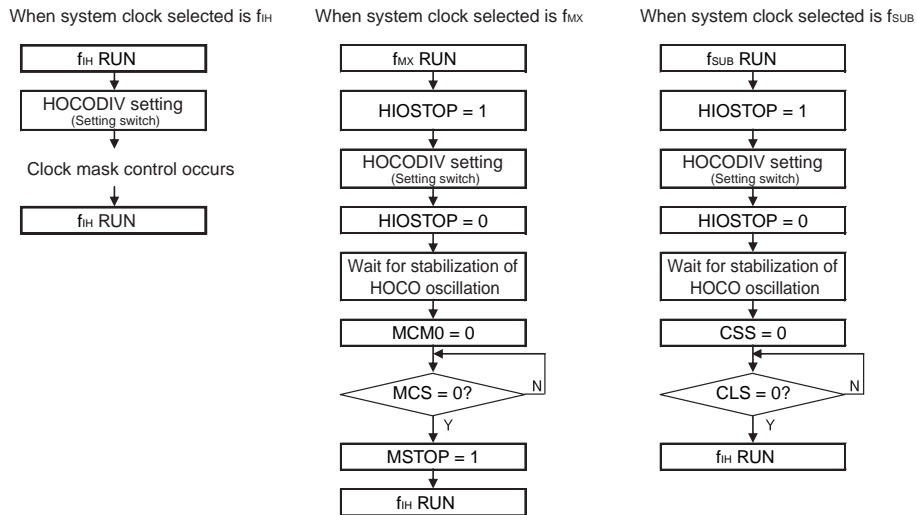 When system clock selected is fIH
fIH RUN
HOCODIV setting
(Setting switch)
Clock mask control occurs
fIH RUN
When system clock selected is fMX
fMX RUN
HIOSTOP = 1
HOCODIV setting
(Setting switch)
HIOSTOP = 0
Wait for stabilization of
HOCO oscillation
MCM0 = 0
MCS = 0?
N
Y
MSTOP = 1
fIH RUN
When system clock selected is fSUB
fSUB RUN
HIOSTOP = 1
HOCODIV setting
(Setting switch)
HIOSTOP = 0
Wait for stabilization of
HOCO oscillation
CSS = 0
CLS = 0?
N
Y
fIH RUN